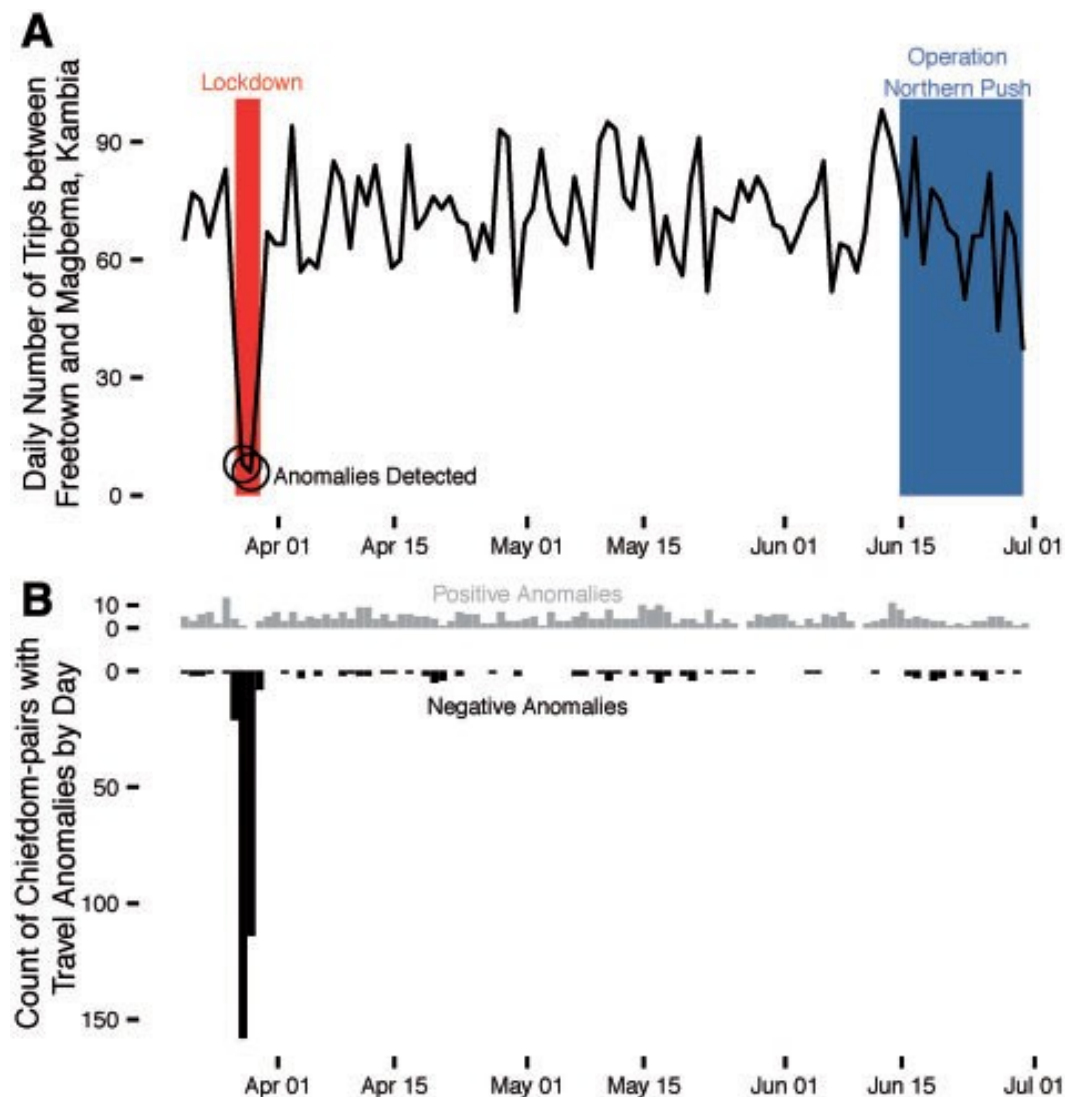 A
Lockdown
Operation
Northern Push
Daily Number of Trips between
Freetown and Magbema, Kambia
90
60
30
0
Anomalies Detected
Apr 01
Apr 15
May 01
May 15
Jun 01
Jun 15
Jul 01
B
Positive Anomalies
10
0
0
Negative Anomalies
Count of Chiefdom-pairs with
Travel Anomalies by Day
50
100
150
Apr 01
Apr 15
May 01
May 15
Jun 01
Jun 15
Jul 01